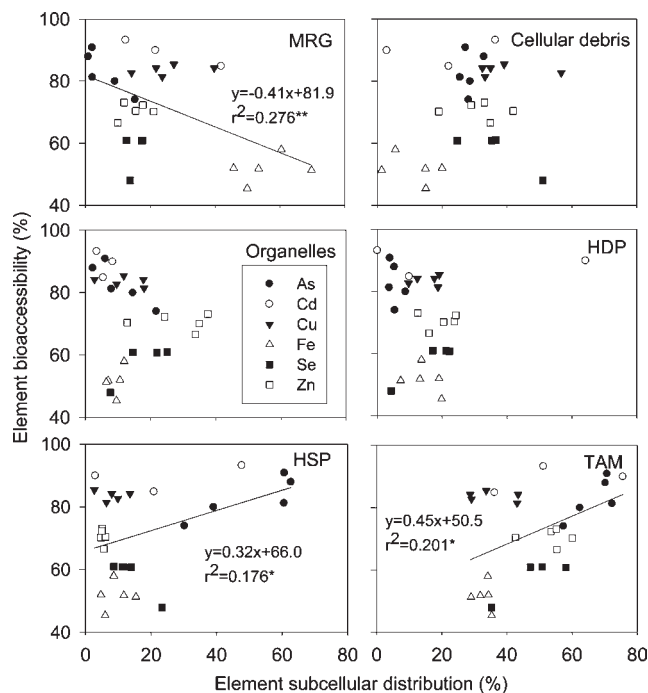 100
MRG
Cellular debris
80
y=-0.41x+81.9
r²=0.276**
60
40
100
Organelles
HDP
As
Cd
Cu
Fe
Se
Zn
80
60
40
Element bioaccessibility (%)
100
HSP
TAM
80
y=0.32x+66.0
r²=0.176*
y=0.45x+50.5
r²=0.201*
60
40
0 20 40 60 80 0 20 40 60 80
Element subcellular distribution (%)